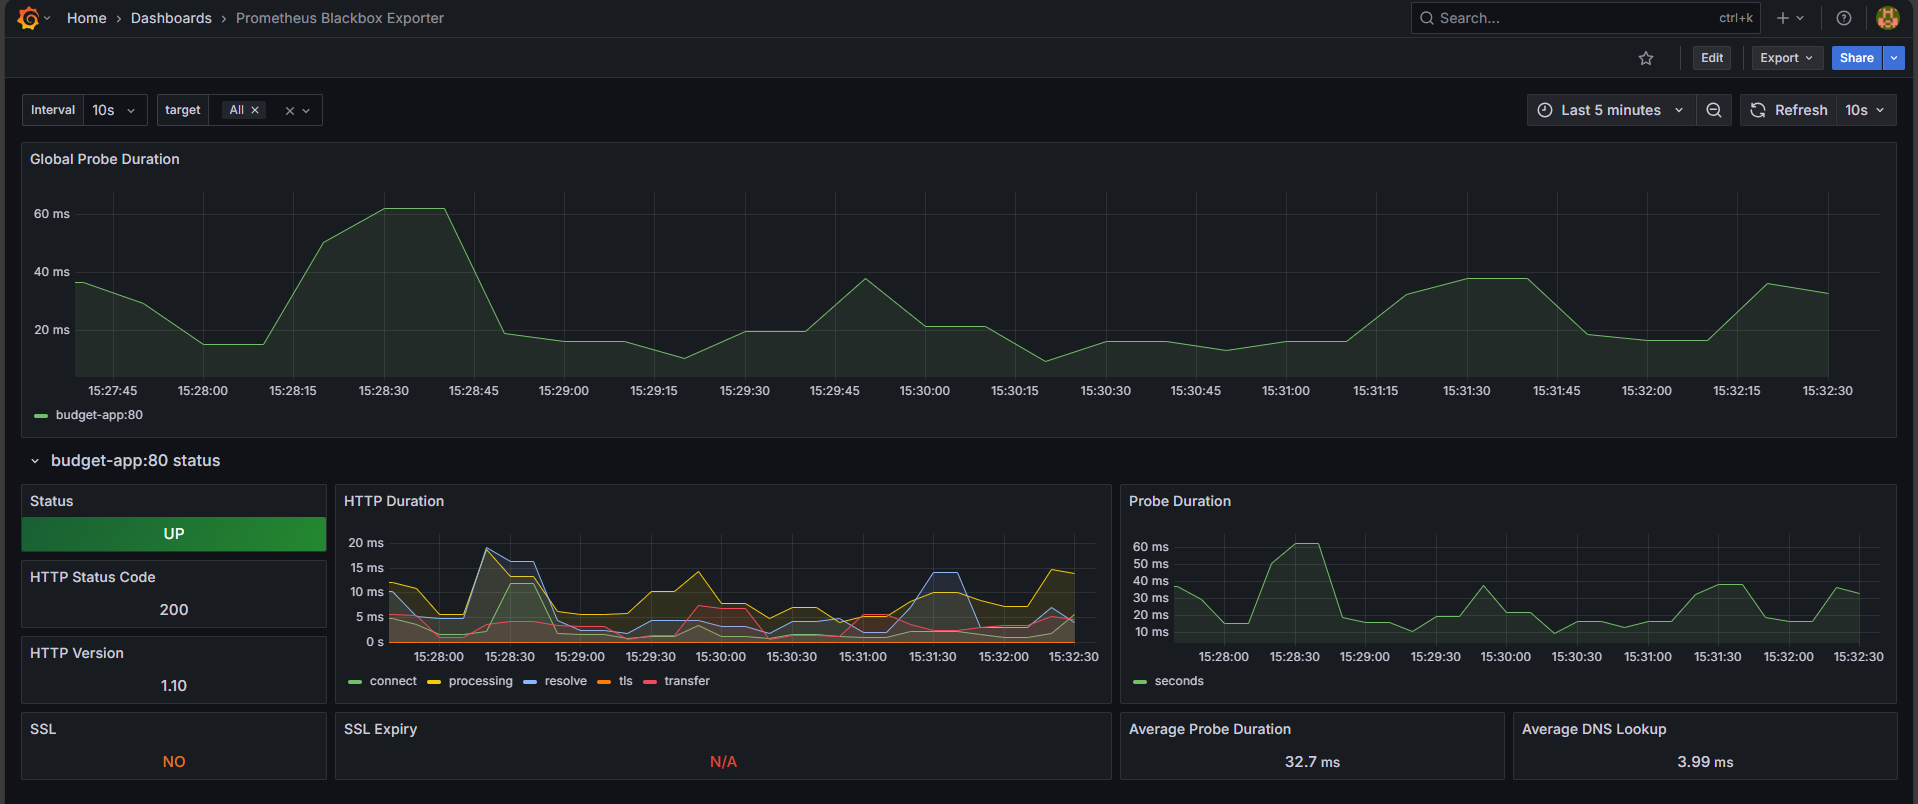 Home › Dashboards › Prometheus Blackbox Exporter
Search... ctrl+k
Edit Export Share
Interval 10s target All
Last 5 minutes Refresh 10s
Global Probe Duration
60 ms
40 ms
20 ms
15:27:45 15:28:00 15:28:15 15:28:30 15:28:45 15:29:00 15:29:15 15:29:30 15:29:45 15:30:00 15:30:15 15:30:30 15:30:45 15:31:00 15:31:15 15:31:30 15:31:45 15:32:00 15:32:15 15:32:30
budget-app:80
budget-app:80 status
Status
UP
HTTP Status Code
200
HTTP Version
1.10
SSL
NO
HTTP Duration
20 ms
15 ms
10 ms
5 ms
0 s
15:28:00 15:28:30 15:29:00 15:29:30 15:30:00 15:30:30 15:31:00 15:31:30 15:32:00 15:32:30
connect processing resolve tls transfer
SSL Expiry
N/A
Probe Duration
60 ms
50 ms
40 ms
30 ms
20 ms
10 ms
15:28:00 15:28:30 15:29:00 15:29:30 15:30:00 15:30:30 15:31:00 15:31:30 15:32:00 15:32:30
seconds
Average Probe Duration
32.7 ms
Average DNS Lookup
3.99 ms